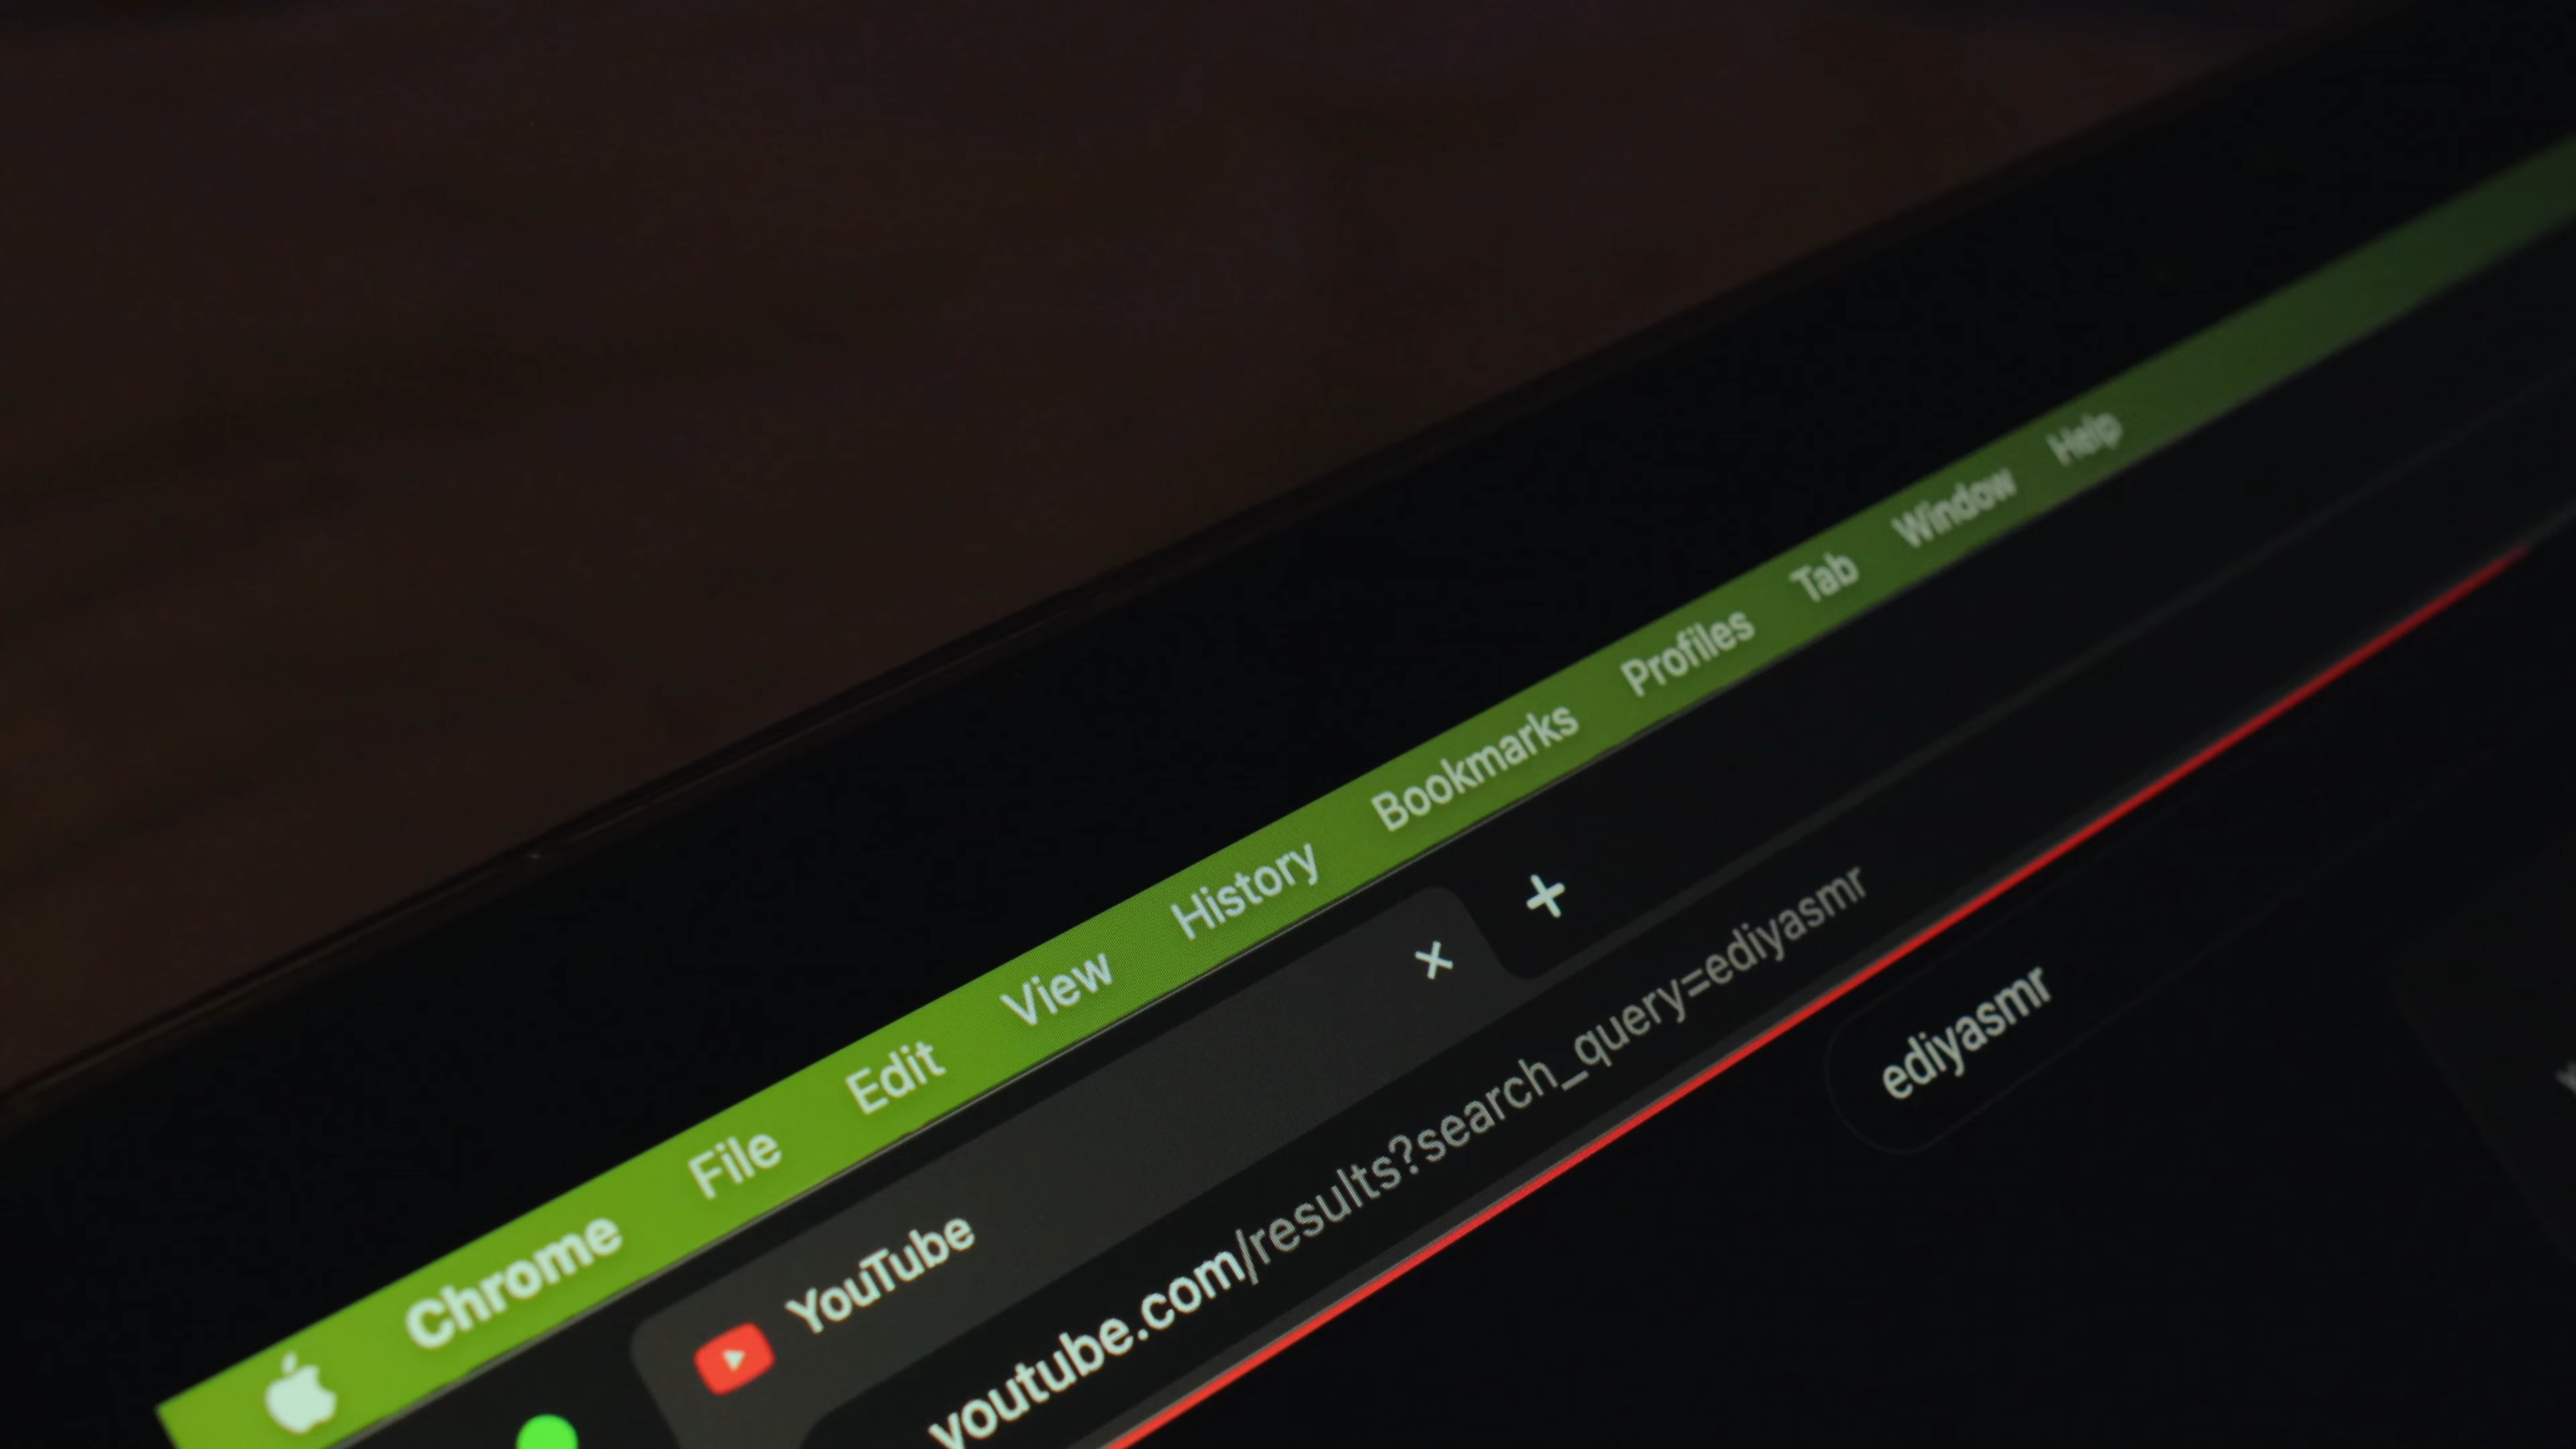 Chrome File Edit View History Bookmarks Profiles Tab Window Help
YouTube
youtube.com/results?search_query=ediyasmr
ediyasmr